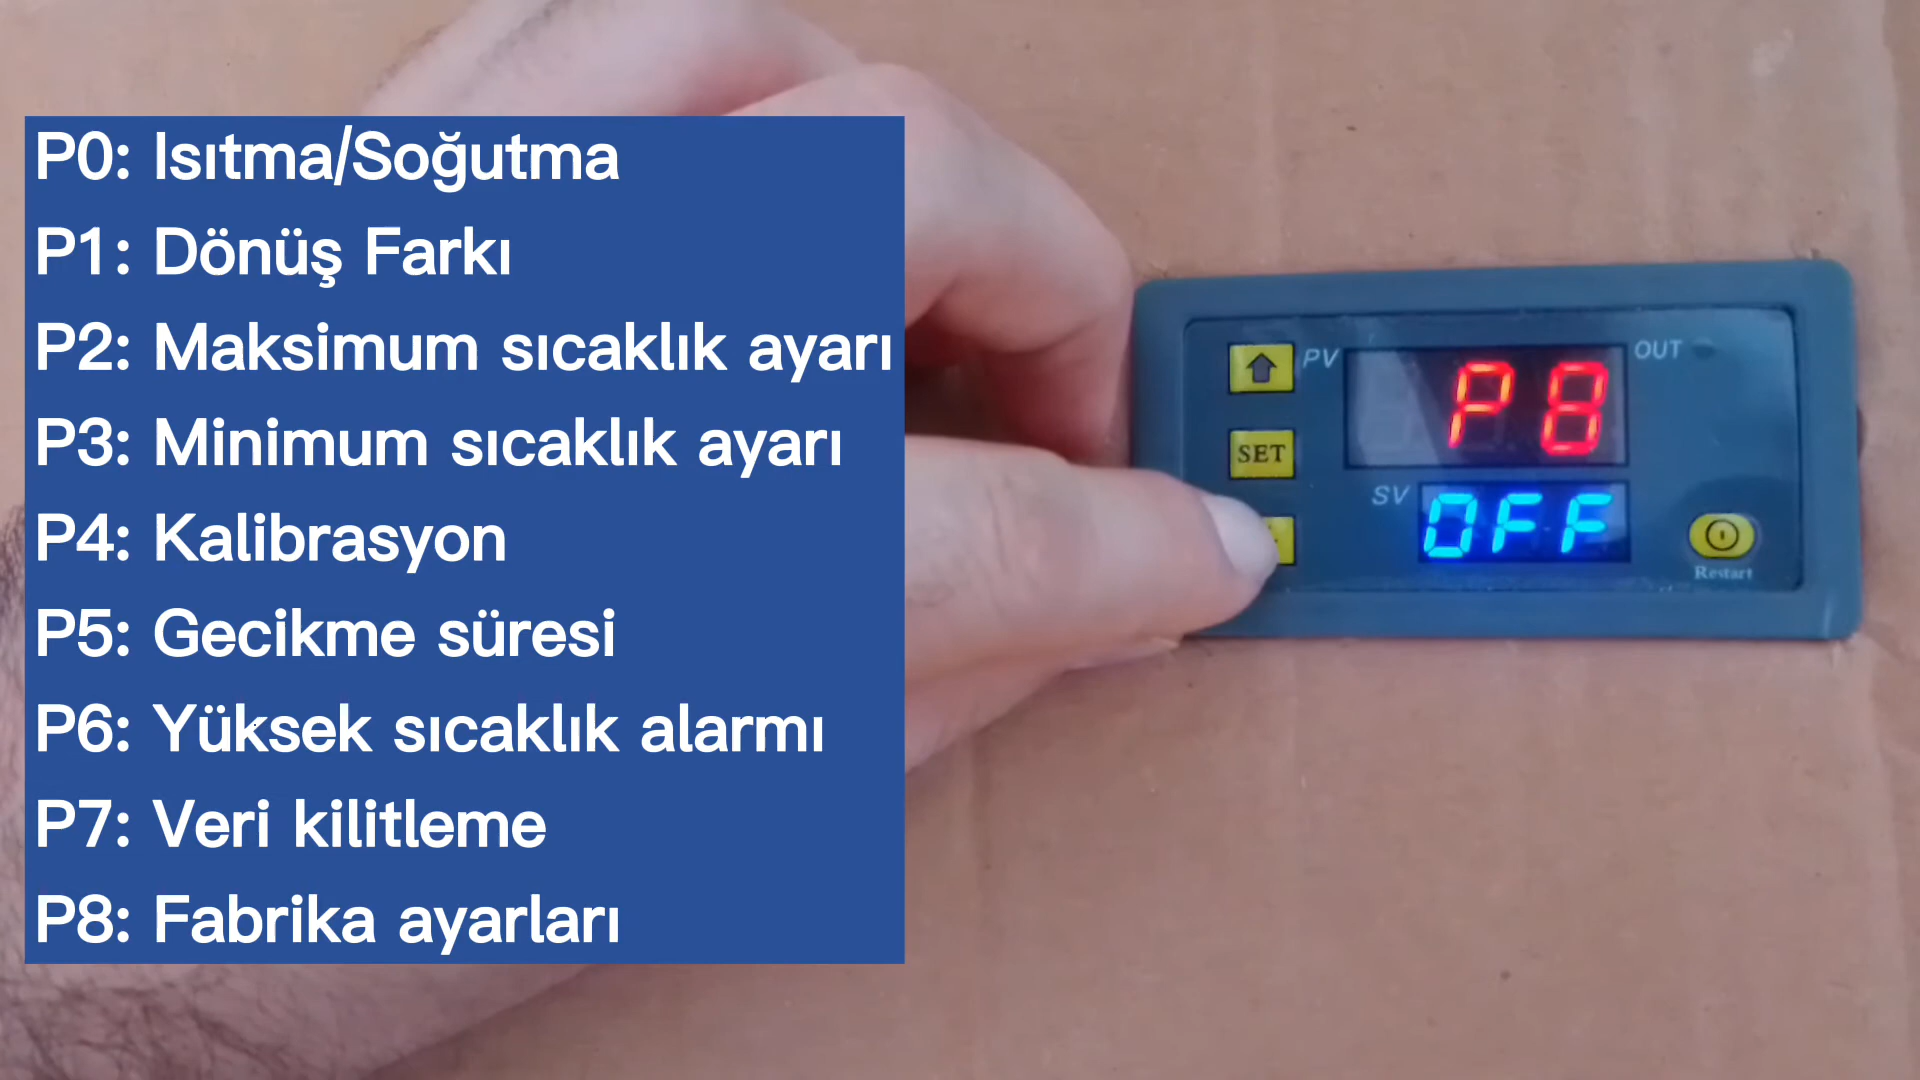 P0: Isıtma/Soğutma
P1: Dönüş Farkı
P2: Maksimum sıcaklık ayarı
P3: Minimum sıcaklık ayarı
P4: Kalibrasyon
P5: Gecikme süresi
P6: Yüksek sıcaklık alarmı
P7: Veri kilitleme
P8: Fabrika ayarları
PV
P8
OUT
SET
SV
OFF
Restart